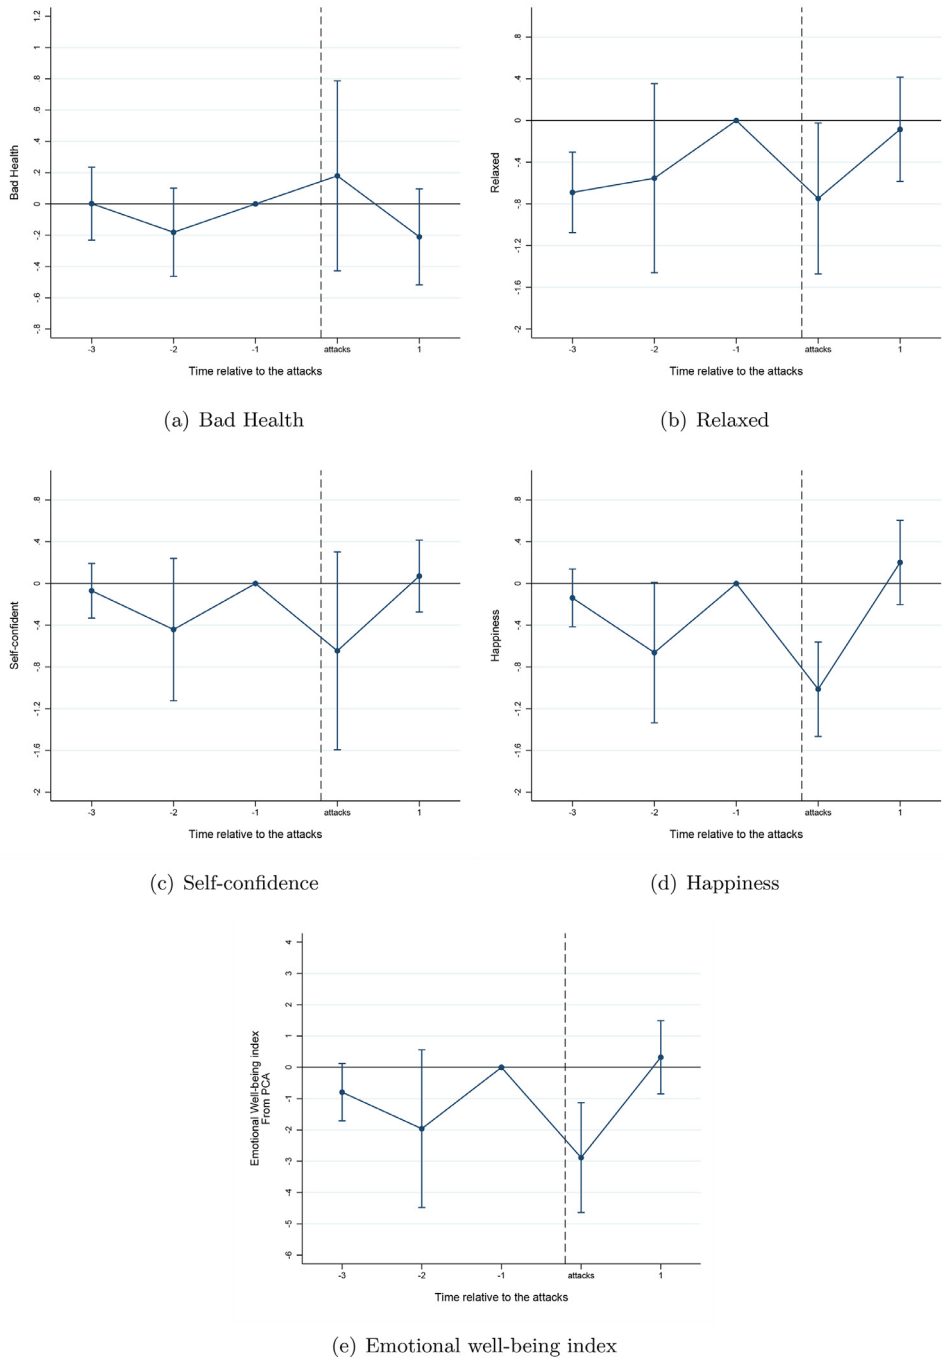 Bad Health
1.2
1
.8
.6
.4
.2
0
-.2
-.4
-.6
-.8
-3 -2 -1 attacks 1
Time relative to the attacks
(a) Bad Health
Relaxed
.8
.4
0
-.4
-.8
-1.2
-1.6
-2
-3 -2 -1 attacks 1
Time relative to the attacks
(b) Relaxed
Self-confident
.8
.4
0
-.4
-.8
-1.2
-1.6
-2
-3 -2 -1 attacks 1
Time relative to the attacks
(c) Self-confidence
Happiness
.8
.4
0
-.4
-.8
-1.2
-1.6
-2
-3 -2 -1 attacks 1
Time relative to the attacks
(d) Happiness
Emotional Well-being index
From PCA
4
3
2
1
0
-1
-2
-3
-4
-5
-6
-3 -2 -1 attacks 1
Time relative to the attacks
(e) Emotional well-being index